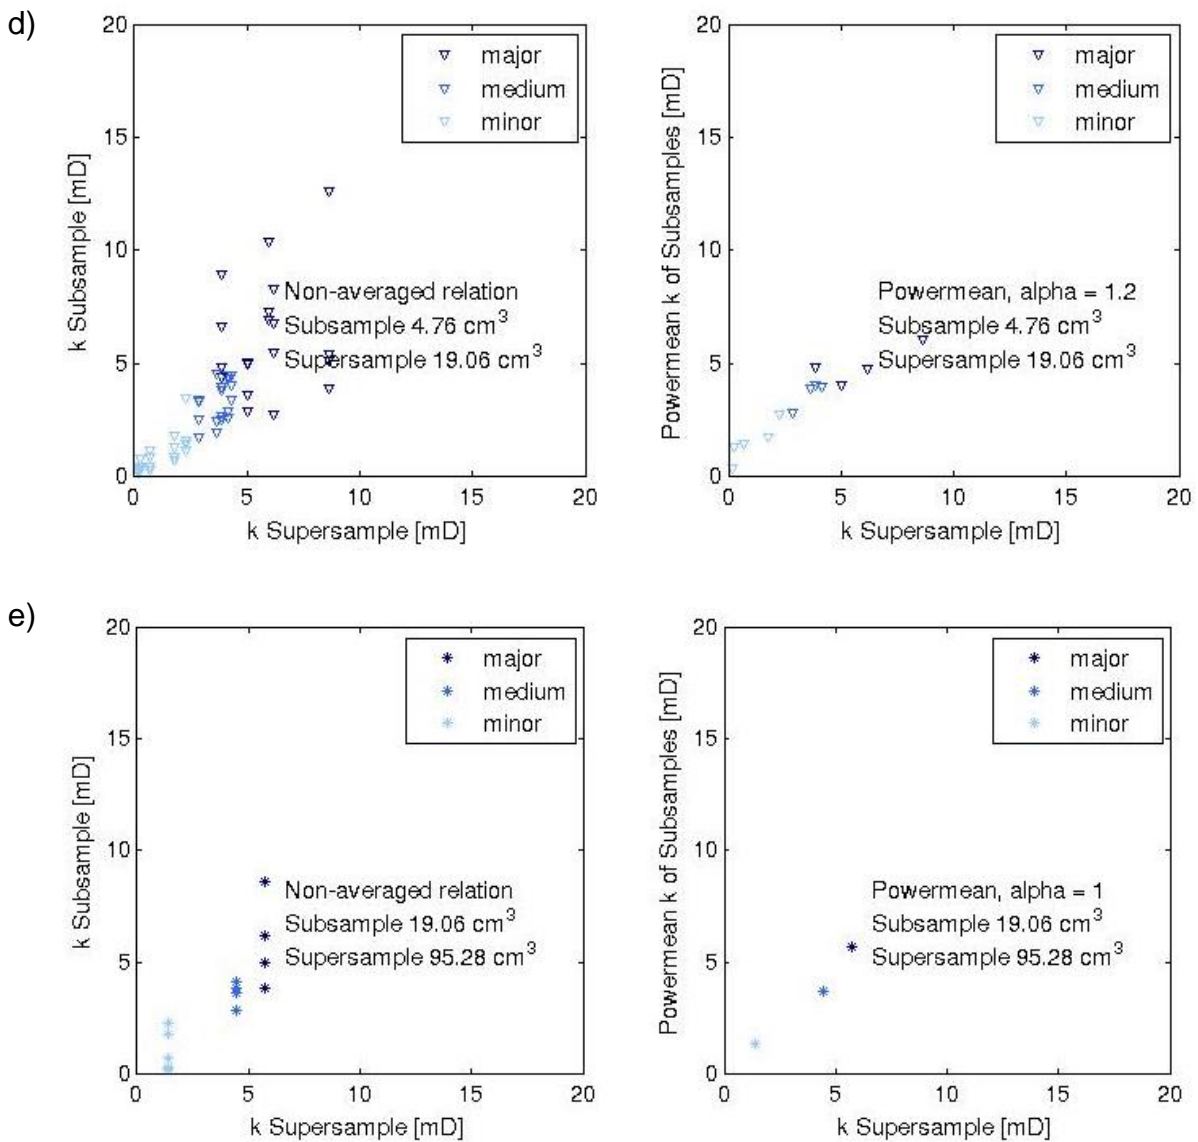 d)
20
15
10
5
0
0
5
10
15
20
k Subsample [mD]
k Supersample [mD]
major
medium
minor
Non-averaged relation
Subsample 4.76 cm³
Supersample 19.06 cm³
20
15
10
5
0
0
5
10
15
20
Powermean k of Subsamples [mD]
k Supersample [mD]
major
medium
minor
Powermean, alpha = 1.2
Subsample 4.76 cm³
Supersample 19.06 cm³
e)
20
15
10
5
0
0
5
10
15
20
k Subsample [mD]
k Supersample [mD]
major
medium
minor
Non-averaged relation
Subsample 19.06 cm³
Supersample 95.28 cm³
20
15
10
5
0
0
5
10
15
20
Powermean k of Subsamples [mD]
k Supersample [mD]
major
medium
minor
Powermean, alpha = 1
Subsample 19.06 cm³
Supersample 95.28 cm³